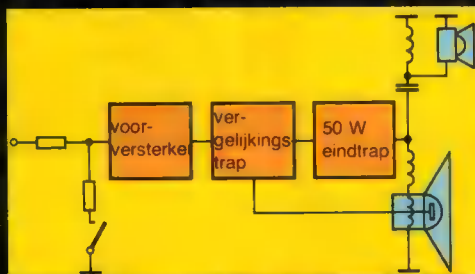 voor-
versterker
ver-
gelijkings
trap
50 W
eindtrap